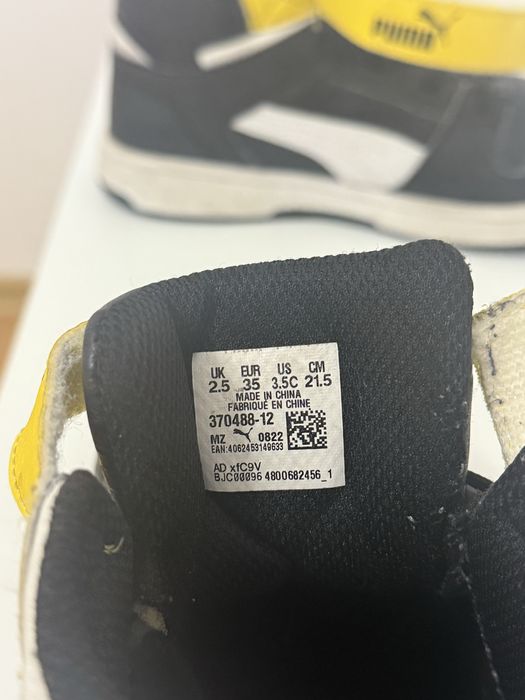 PUMA
UK EUR US CM
2.5 35 3.5C 21.5
MADE IN CHINA
FABRIQUÉ EN CHINE
370488-12
MZ 0822
EAN:4062453149633
AD xfC9V
BJC00096 4800682456_1